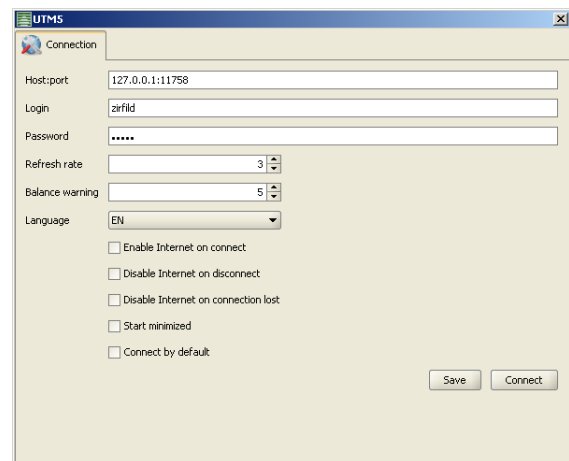 UTM5
Connection
Host:port 127.0.0.1:11758
Login zirfild
Password •••••
Refresh rate 3
Balance warning 5
Language EN
Enable Internet on connect
Disable Internet on disconnect
Disable Internet on connection lost
Start minimized
Connect by default
Save Connect